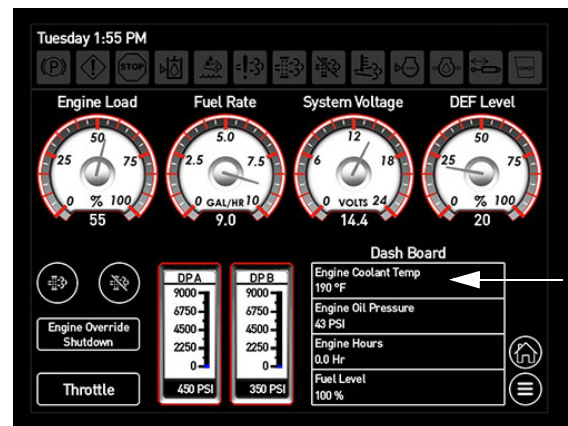 Tuesday 1:55 PM
(P) STOP
Engine Load Fuel Rate System Voltage DEF Level
50 5.0 12 50
25 75 2.5 7.5 6 18 25 75
0 % 100 0 GAL/HR 10 0 VOLTS 24 0 % 100
55 9.0 14.4 20
Dash Board
Engine Coolant Temp
190 °F
Engine Oil Pressure
43 PSI
Engine Hours
0.0 Hr
Fuel Level
100 %
DP A
9000
6750
4500
2250
0
450 PSI
DP B
9000
6750
4500
2250
0
350 PSI
Engine Override
Shutdown
Throttle